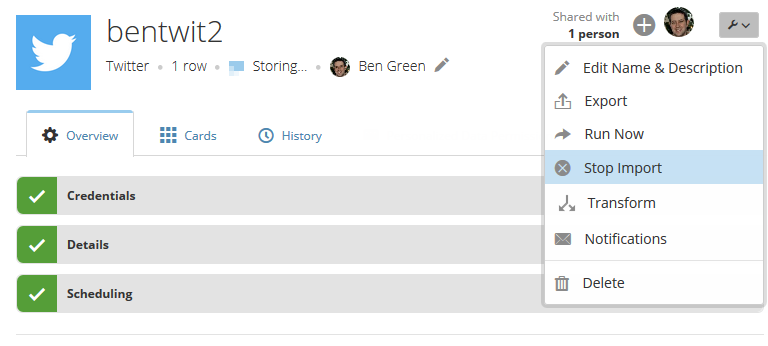 bentwit2
Shared with
1 person
Twitter 1 row Storing... Ben Green
Edit Name & Description
Export
Run Now
Stop Import
Transform
Notifications
Delete
Overview Cards History
Credentials
Details
Scheduling